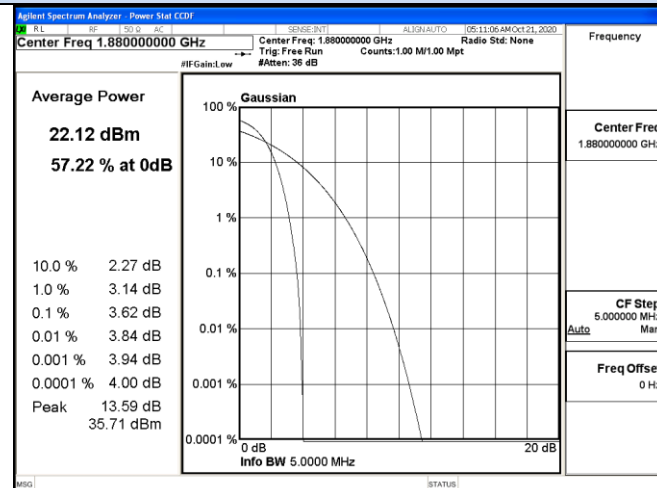 Agilent Spectrum Analyzer - Power Stat CCDF
RL RF 50 Ω AC SENSE:INT ALIGN AUTO 05:11:06 AM Oct 21, 2020
Center Freq 1.880000000 GHz
Center Freq: 1.880000000 GHz Radio Std: None
Trig: Free Run Counts:1.00 M/1.00 Mpt
#IFGain:Low #Atten: 36 dB
Frequency
Average Power
22.12 dBm
57.22 % at 0dB
10.0 % 2.27 dB
1.0 % 3.14 dB
0.1 % 3.62 dB
0.01 % 3.84 dB
0.001 % 3.94 dB
0.0001 % 4.00 dB
Peak 13.59 dB
35.71 dBm
Gaussian
100 %
10 %
1 %
0.1 %
0.01 %
0.001 %
0.0001 %
0 dB 20 dB
Info BW 5.0000 MHz
Center Freq
1.880000000 GHz
CF Step
5.000000 MHz
Auto Man
Freq Offse
0 Hz
MSG STATUS